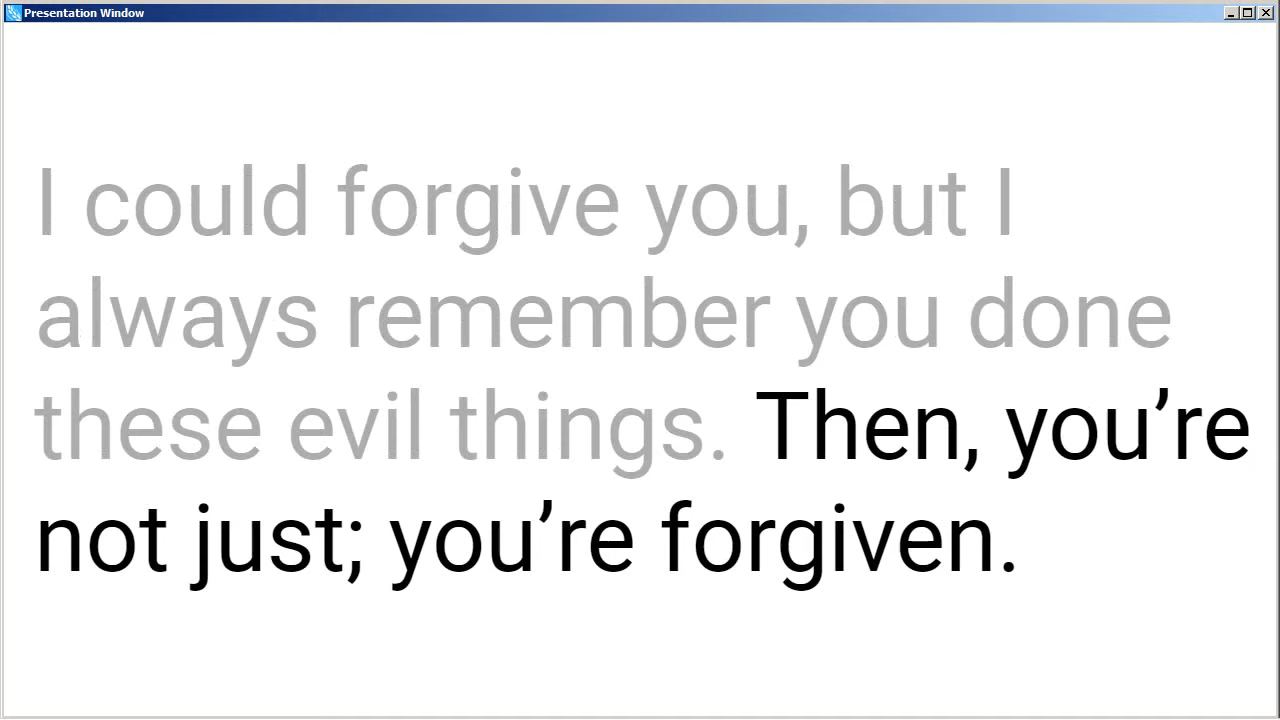 Presentation Window
I could forgive you, but I
always remember you done
these evil things. Then, you’re
not just; you’re forgiven.